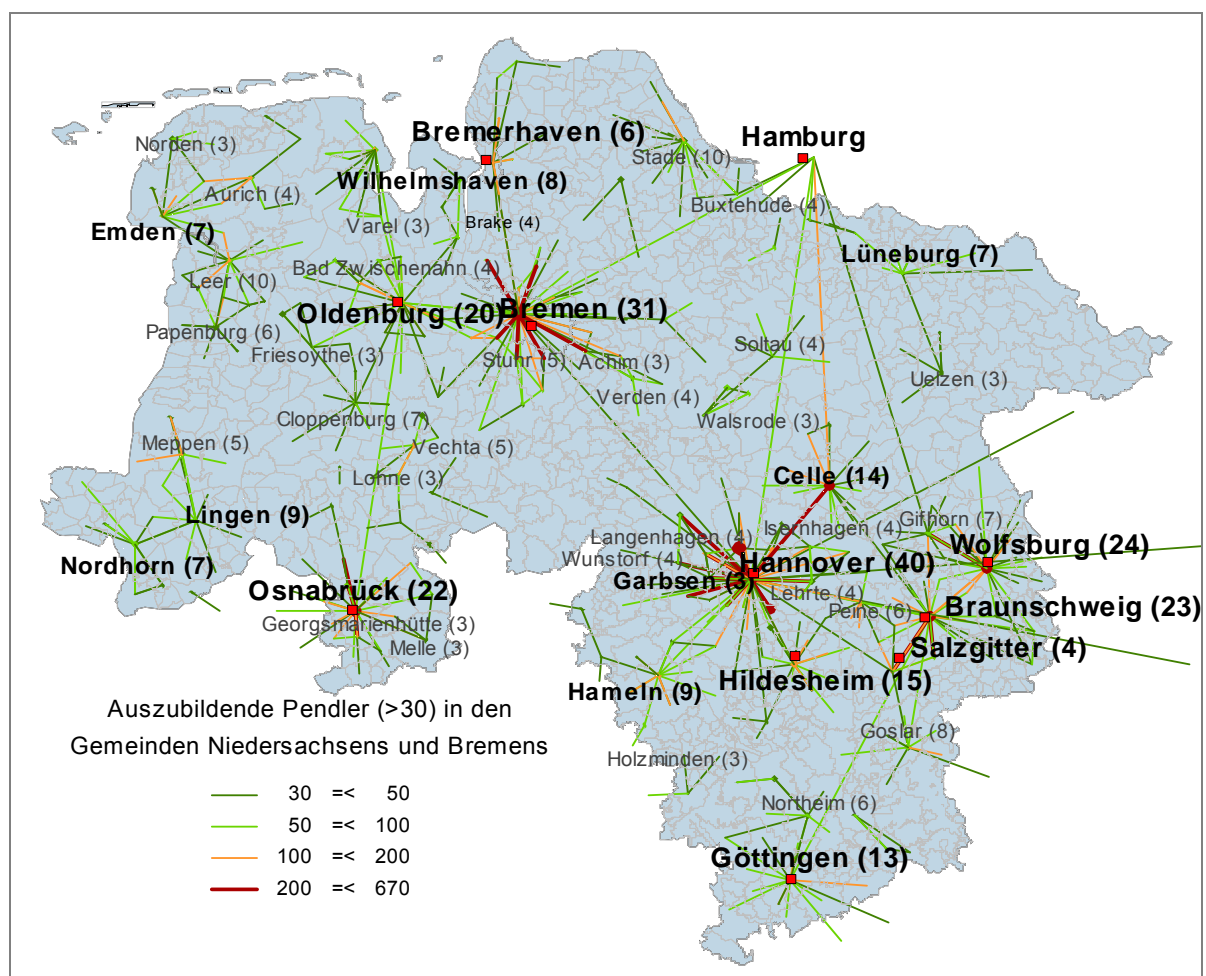 Bremerhaven (6)
Hamburg
Norden (3)
Stade (10)
Wilhelmshaven (8)
Aurich (4)
Buxtehude (4)
Emden (7)
Varel (3)
Brake (4)
Lüneburg (7)
Leer (10)
Bad Zwischenahn (4)
Oldenburg (20)
Bremen (31)
Papenburg (6)
Friesoythe (3)
Stuhr (5)
Achim (3)
Soltau (4)
Verden (4)
Uelzen (3)
Cloppenburg (7)
Walsrode (3)
Meppen (5)
Vechta (5)
Lohne (3)
Celle (14)
Lingen (9)
Isernhagen (4)
Gifhorn (7)
Langenhagen (4)
Wunstorf (4)
Wolfsburg (24)
Nordhorn (7)
Garbsen (3)
Hannover (40)
Osnabrück (22)
Lehrte (4)
Peine (6)
Braunschweig (23)
Georgsmarienhütte (3)
Melle (3)
Salzgitter (4)
Hameln (9)
Hildesheim (15)
Auszubildende Pendler (>30) in den
Gemeinden Niedersachsens und Bremens
Goslar (8)
Holzminden (3)
30 =< 50
50 =< 100
100 =< 200
200 =< 670
Northeim (6)
Göttingen (13)